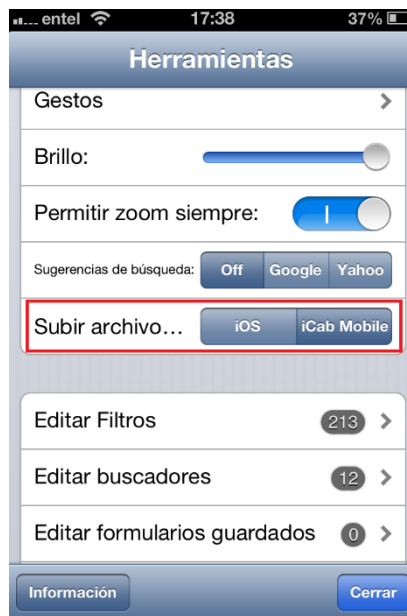 entel 17:38 37%
Herramientas
Gestos
Brillo:
Permitir zoom siempre:
Sugerencias de búsqueda: Off Google Yahoo
Subir archivo... iOS iCab Mobile
Editar Filtros 213
Editar buscadores 12
Editar formularios guardados 0
Información Cerrar